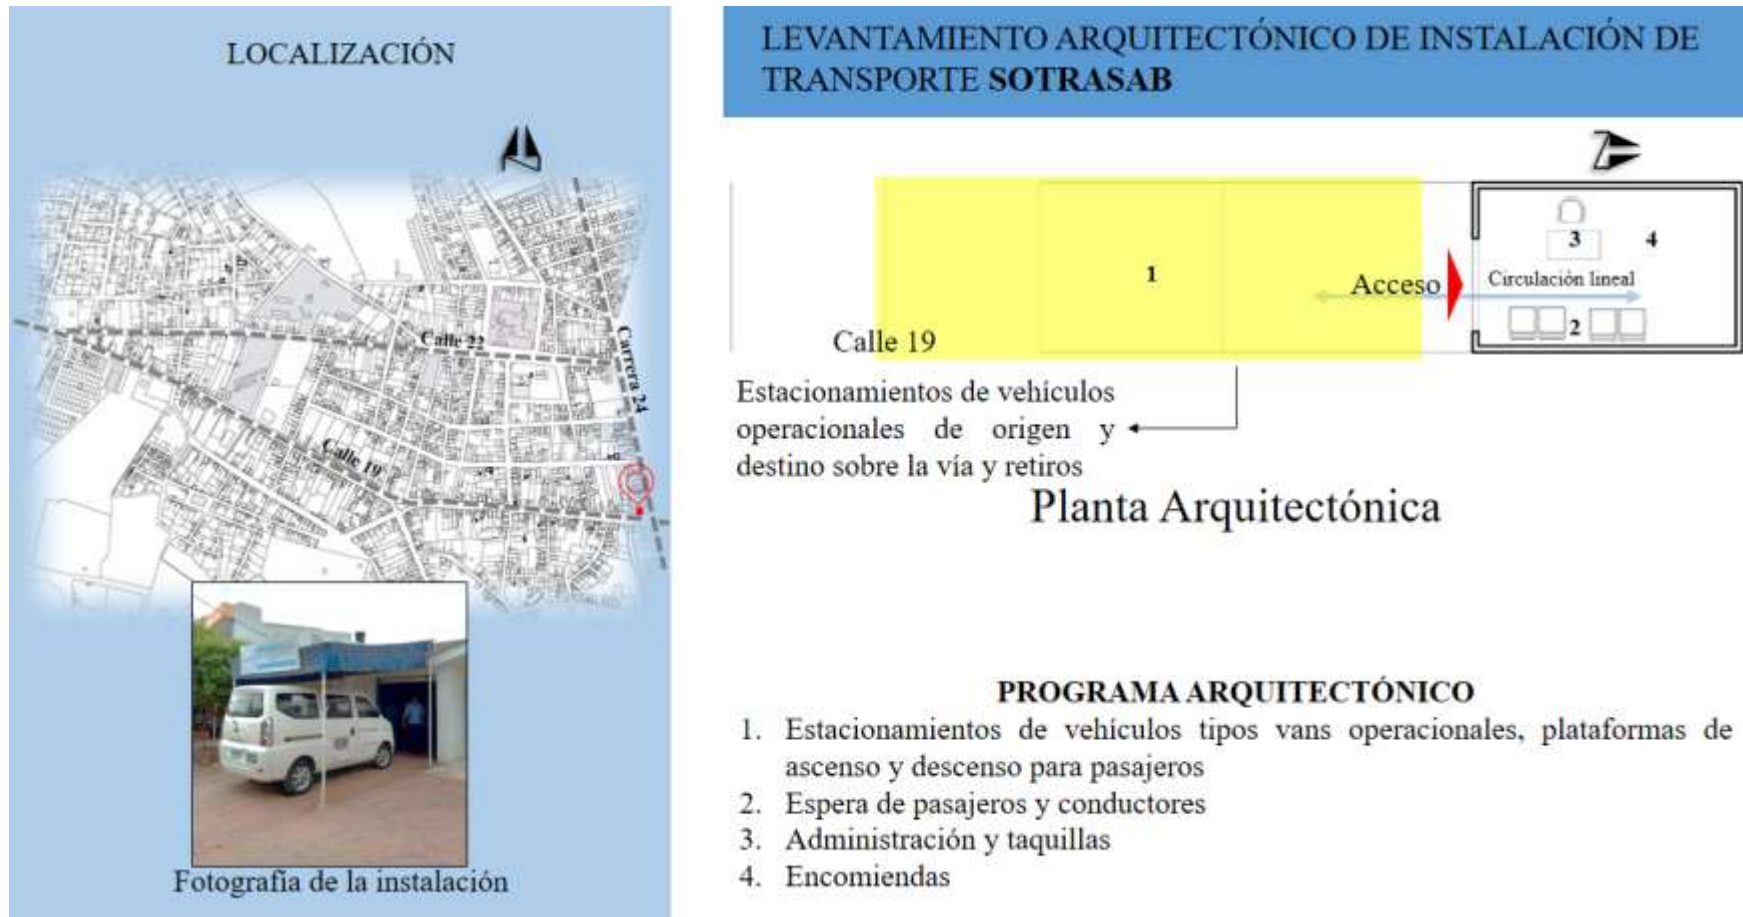 LOCALIZACIÓN
Calle 22
Carrera 24
Calle 19
Fotografía de la instalación
LEVANTAMIENTO ARQUITECTÓNICO DE INSTALACIÓN DE
TRANSPORTE SOTRASAB
1
3
4
Acceso
Circulación lineal
2
Calle 19
Estacionamientos de vehículos
operacionales de origen y
destino sobre la vía y retiros
Planta Arquitectónica
PROGRAMA ARQUITECTÓNICO
1. Estacionamientos de vehículos tipos vans operacionales, plataformas de
ascenso y descenso para pasajeros
2. Espera de pasajeros y conductores
3. Administración y taquillas
4. Encomiendas